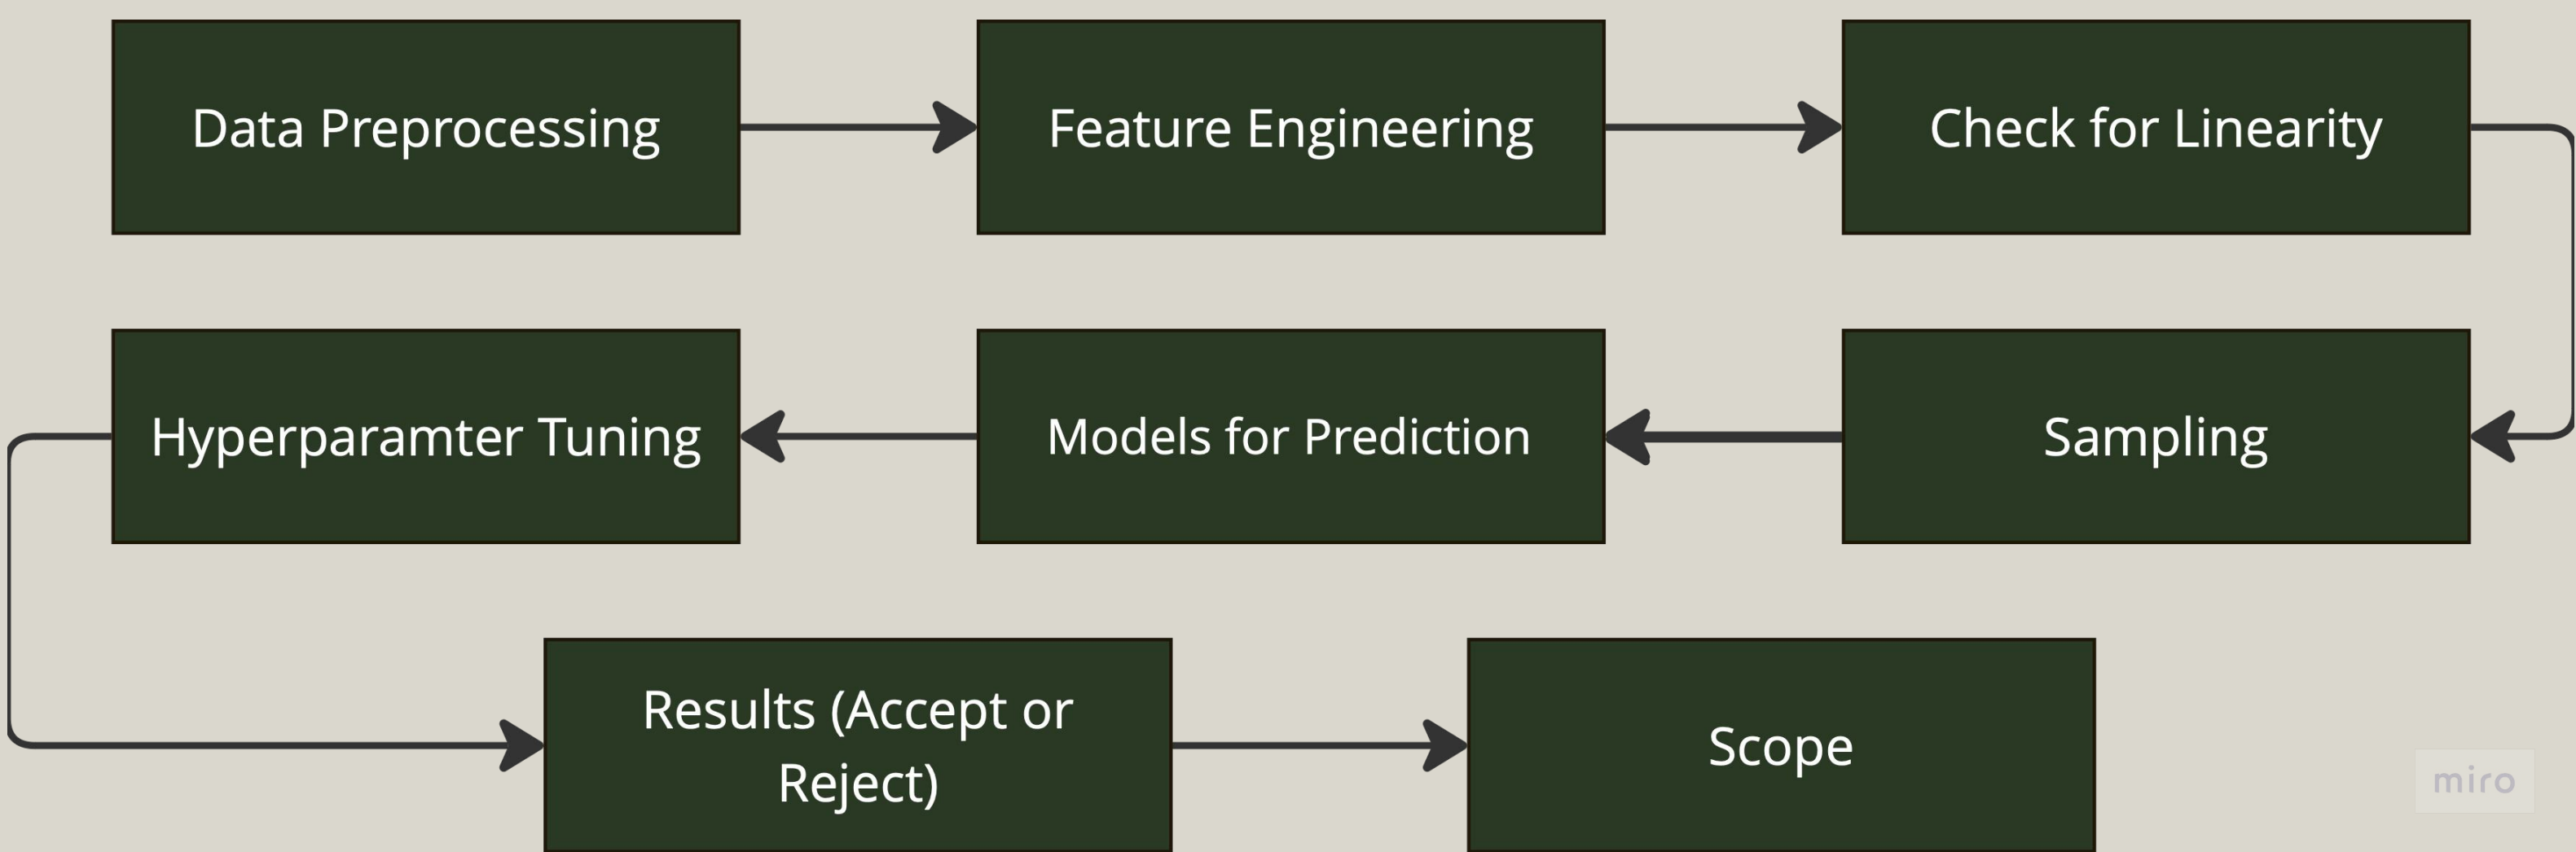 Data Preprocessing
Feature Engineering
Check for Linearity
Sampling
Models for Prediction
Hyperparamter Tuning
Results (Accept or
Reject)
Scope
miro